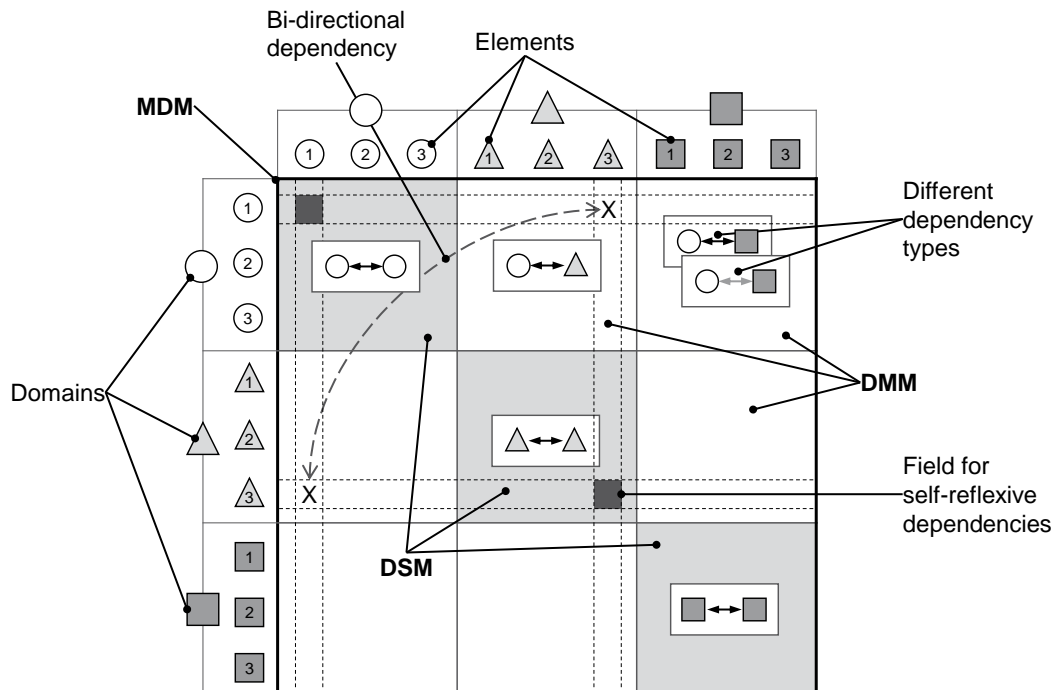 Bi-directional
dependency
Elements
MDM
1 2 3 1 2 3 1 2 3
1
X
Different
dependency
types
2
3
Domains
1
DMM
2
3
X
Field for
self-reflexive
dependencies
DSM
1
2
3